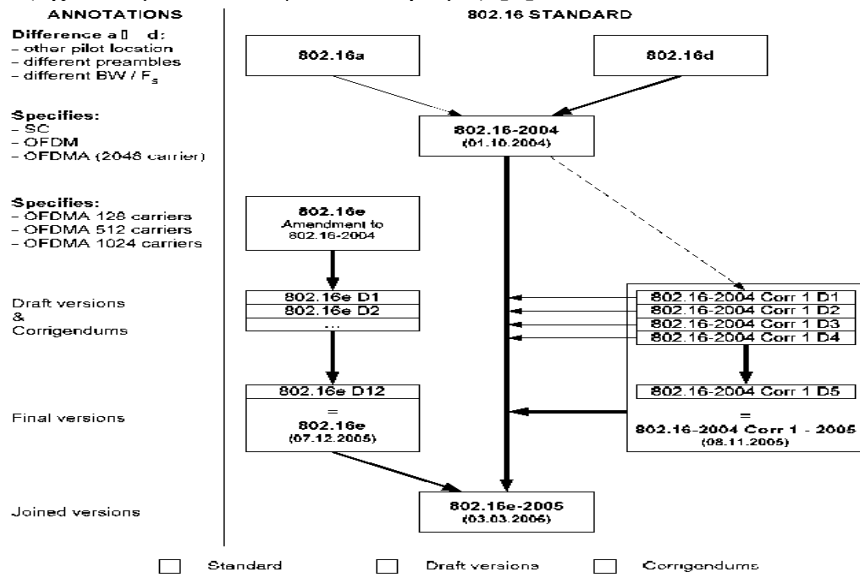 ANNOTATIONS
802.16 STANDARD
Difference a d:
– other pilot location
– different preambles
– different BW / Fs
802.16a
802.16d
Specifies:
– SC
– OFDM
– OFDMA (2048 carrier)
802.16-2004
(01.10.2004)
Specifies:
– OFDMA 128 carriers
– OFDMA 512 carriers
– OFDMA 1024 carriers
802.16e
Amendment to
802.16-2004
Draft versions
&
Corrigendums
802.16e D1
802.16e D2
...
802.16-2004 Corr 1 D1
802.16-2004 Corr 1 D2
802.16-2004 Corr 1 D3
802.16-2004 Corr 1 D4
Final versions
802.16e D12
=
802.16e
(07.12.2005)
802.16-2004 Corr 1 D5
=
802.16-2004 Corr 1 - 2005
(08.11.2005)
Joined versions
802.16e-2005
(03.03.2006)
Standard
Draft versions
Corrigendums